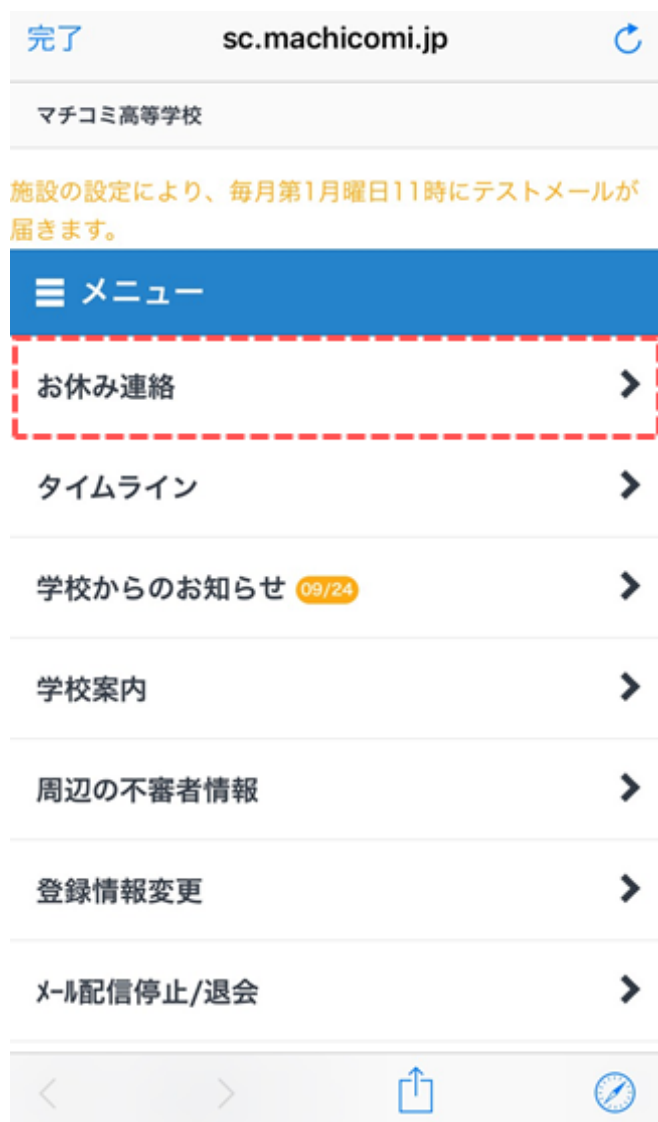 完了 sc.machicomi.jp
マチコミ高等学校
施設の設定により、毎月第1月曜日11時にテストメールが
届きます。
メニュー
お休み連絡
タイムライン
学校からのお知らせ 09/24
学校案内
周辺の不審者情報
登録情報変更
ﾒｰﾙ配信停止/退会